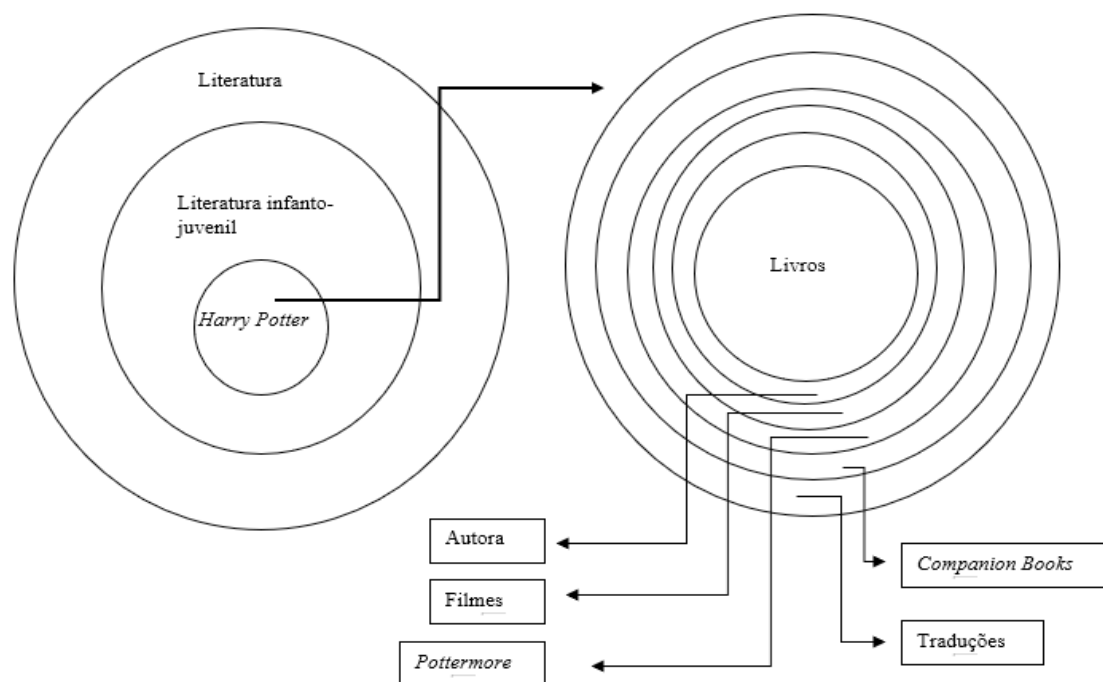 Literatura
Literatura infanto-
juvenil
Harry Potter
Livros
Autora
Filmes
Pottermore
Companion Books
Traduções